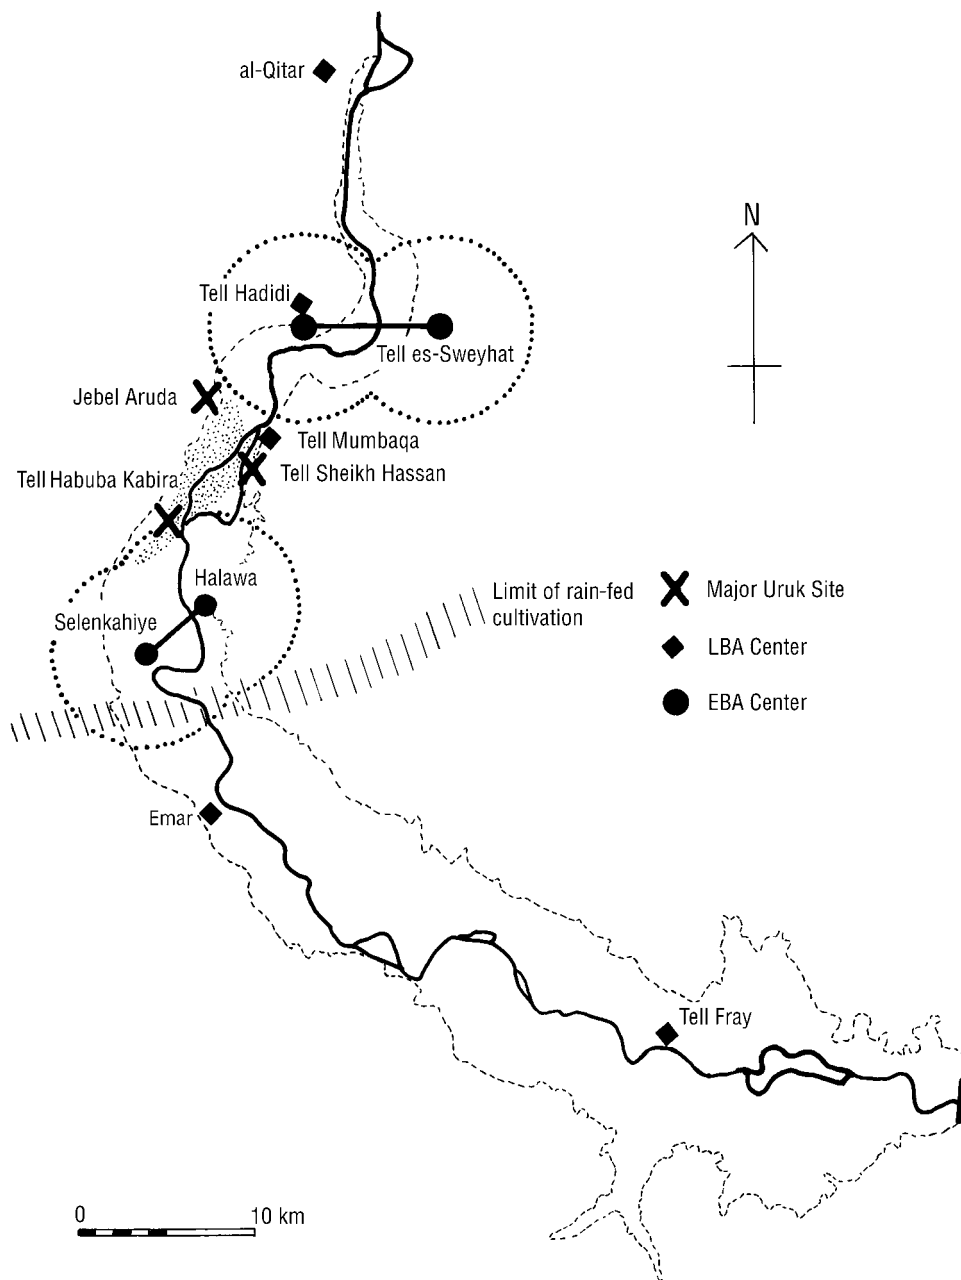 al-Qitar
N
Tell Hadidi
Tell es-Sweyhat
Jebel Aruda
Tell Mumbaqa
Tell Habuba Kabira
Tell Sheikh Hassan
Halawa
Selenkahiye
Limit of rain-fed
cultivation
Major Uruk Site
LBA Center
EBA Center
Emar
Tell Fray
0 10 km